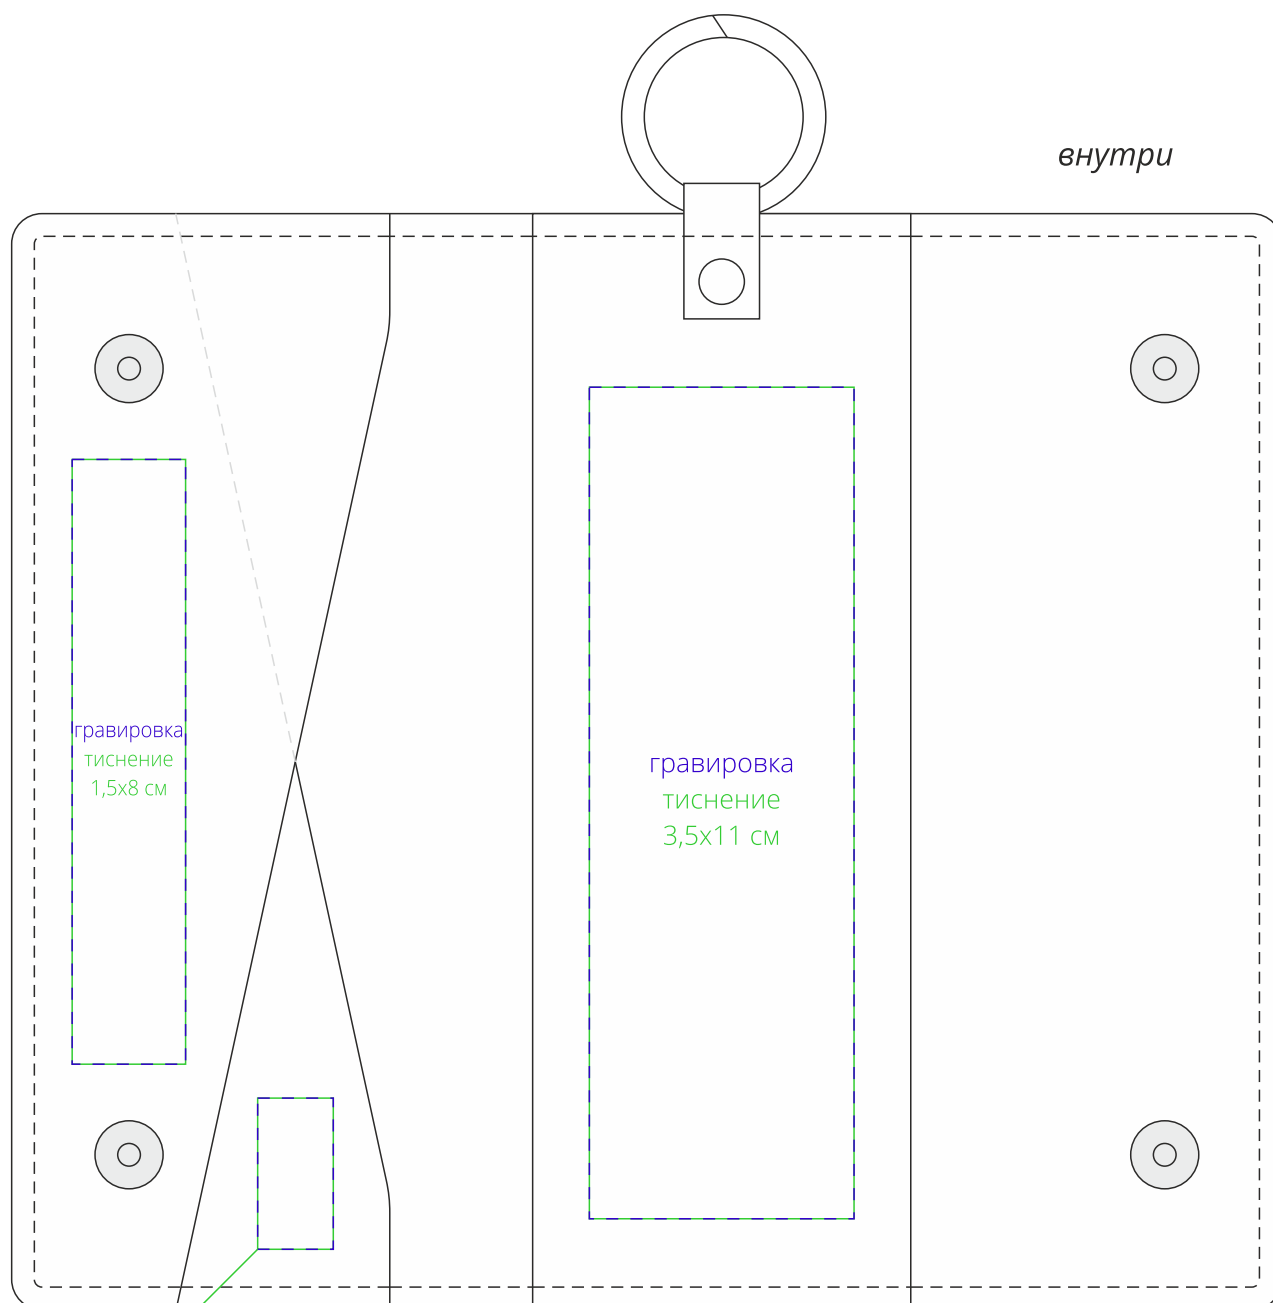 внутри
гравировка
тиснение
1,5х8 см
гравировка
тиснение
3,5х11 см